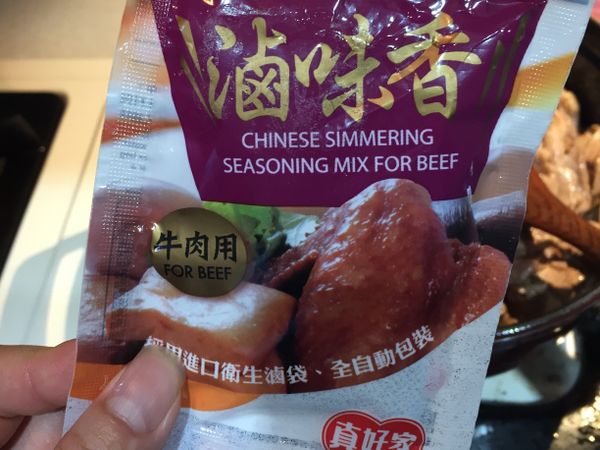 滷味香
CHINESE SIMMERING
SEASONING MIX FOR BEEF
牛肉用
FOR BEEF
採用進口衛生滷袋、全自動包裝
真好家